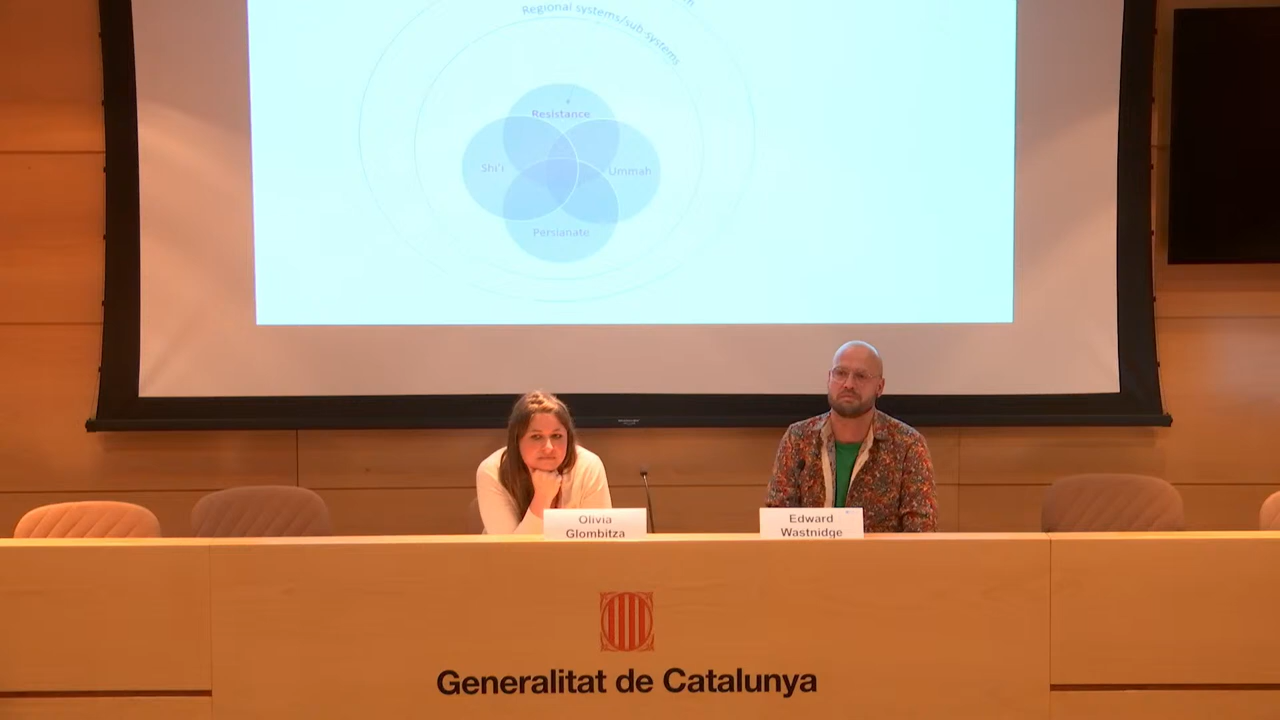 Regional systems/sub systems
Resistance
Shi'i
Ummah
Persianate
Olivia
Glombitza
Edward
Wastnidge
Generalitat de Catalunya